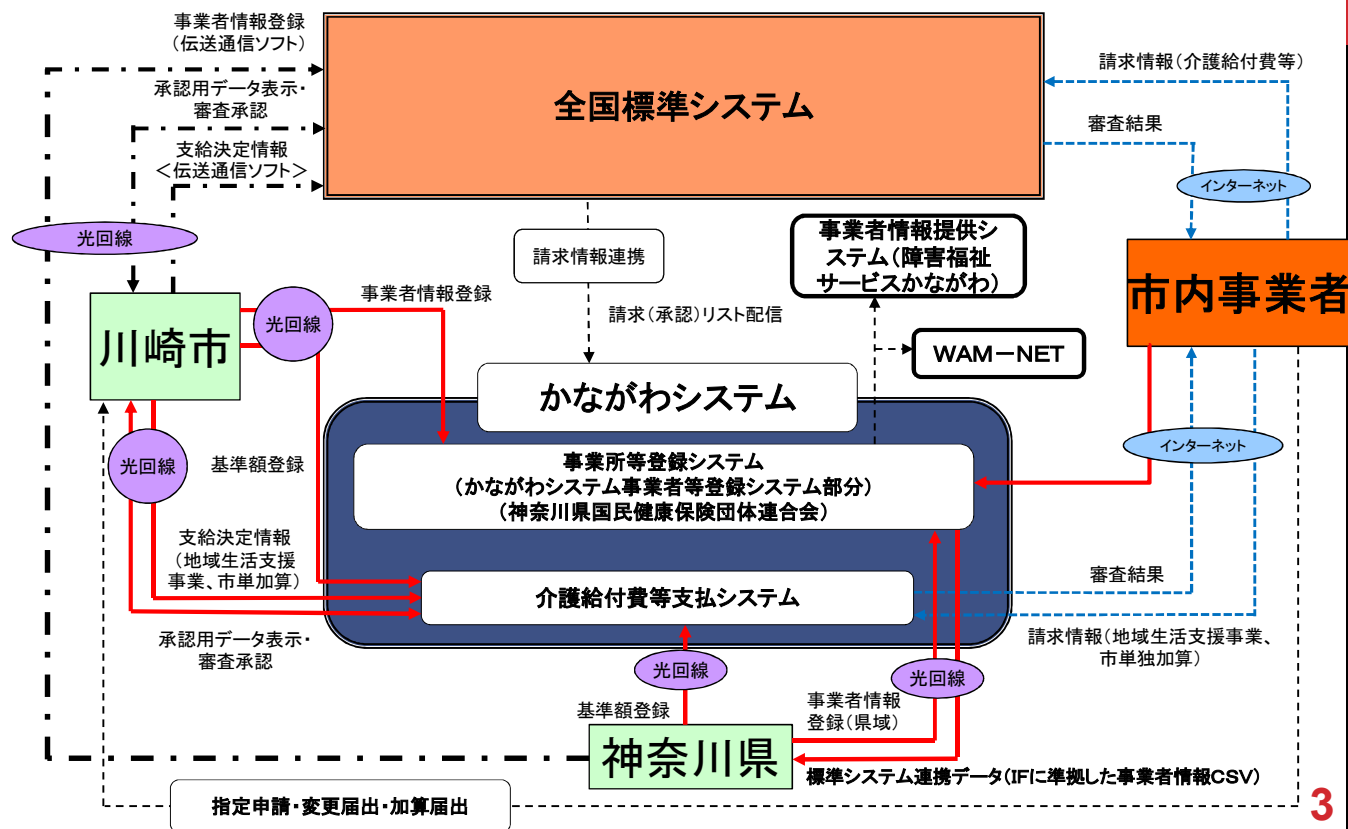 事業者情報登録
（伝送通信ソフト）
承認用データ表示・
審査承認
支給決定情報
＜伝送通信ソフト＞
全国標準システム
請求情報（介護給付費等）
審査結果
インターネット
光回線
請求情報連携
事業者情報提供シ
ステム（障害福祉
サービスかながわ）
市内事業者
川崎市
光回線
事業者情報登録
請求（承認）リスト配信
WAM－NET
かながわシステム
光回線
基準額登録
事業所等登録システム
（かながわシステム事業者等登録システム部分）
（神奈川県国民健康保険団体連合会）
インターネット
支給決定情報
（地域生活支援
事業、市単加算）
介護給付費等支払システム
審査結果
承認用データ表示・
審査承認
請求情報（地域生活支援事業、
市単独加算）
光回線
光回線
基準額登録
事業者情報
登録（県域）
神奈川県
標準システム連携データ（IFに準拠した事業者情報CSV）
指定申請・変更届出・加算届出
3